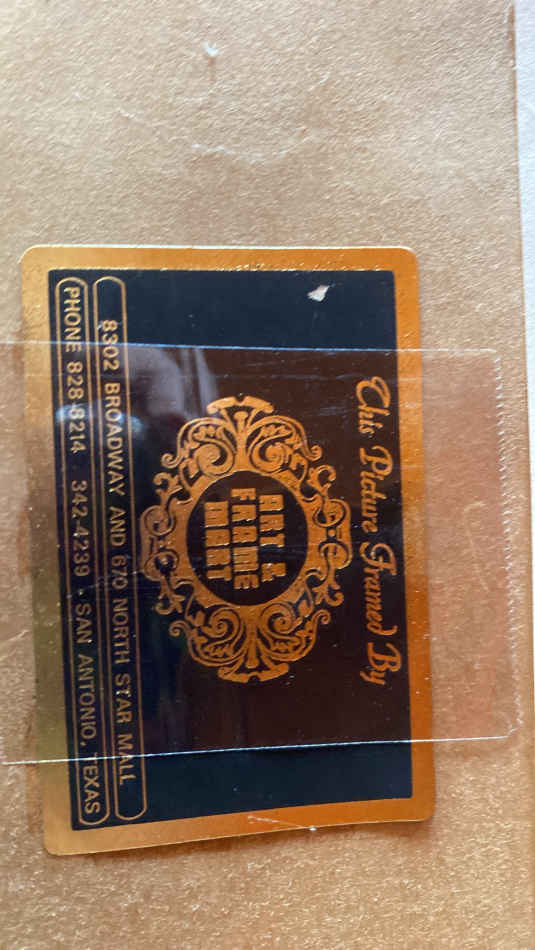 This Picture Framed By
ART &
FRAME
MART
8302 BROADWAY AND 670 NORTH STAR MALL
PHONE 828-8214 342-4239 • SAN ANTONIO, TEXAS